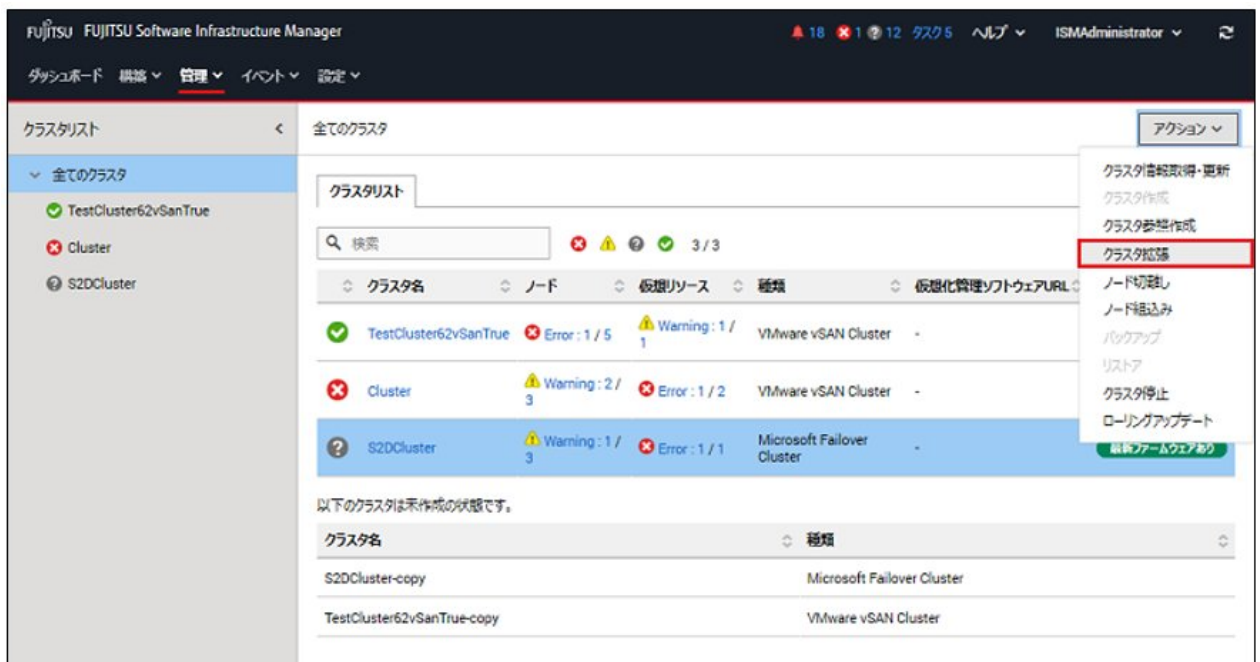 FUJITSU FUJITSU Software Infrastructure Manager
18 1 12 タスク 5 ヘルプ ISMAdministrator
ダッシュボード 構築 管理 イベント 設定
クラスタリスト
全てのクラスタ
TestCluster62vSanTrue
Cluster
S2DCluster
全てのクラスタ
アクション
クラスタ情報取得・更新
クラスタ作成
クラスタ参照作成
クラスタ拡張
ノード切離し
ノード組込み
バックアップ
リストア
クラスタ停止
ローリングアップデート
クラスタリスト
検索 3 / 3
クラスタ名 ノード 仮想リソース 種類 仮想化管理ソフトウェアURL
TestCluster62vSanTrue Error : 1 / 5 Warning : 1 / 1 VMware vSAN Cluster -
Cluster Warning : 2 / 3 Error : 1 / 2 VMware vSAN Cluster -
S2DCluster Warning : 1 / 3 Error : 1 / 1 Microsoft Failover Cluster - 最新ファームウェアあり
以下のクラスタは未作成の状態です。
クラスタ名 種類
S2DCluster-copy Microsoft Failover Cluster
TestCluster62vSanTrue-copy VMware vSAN Cluster